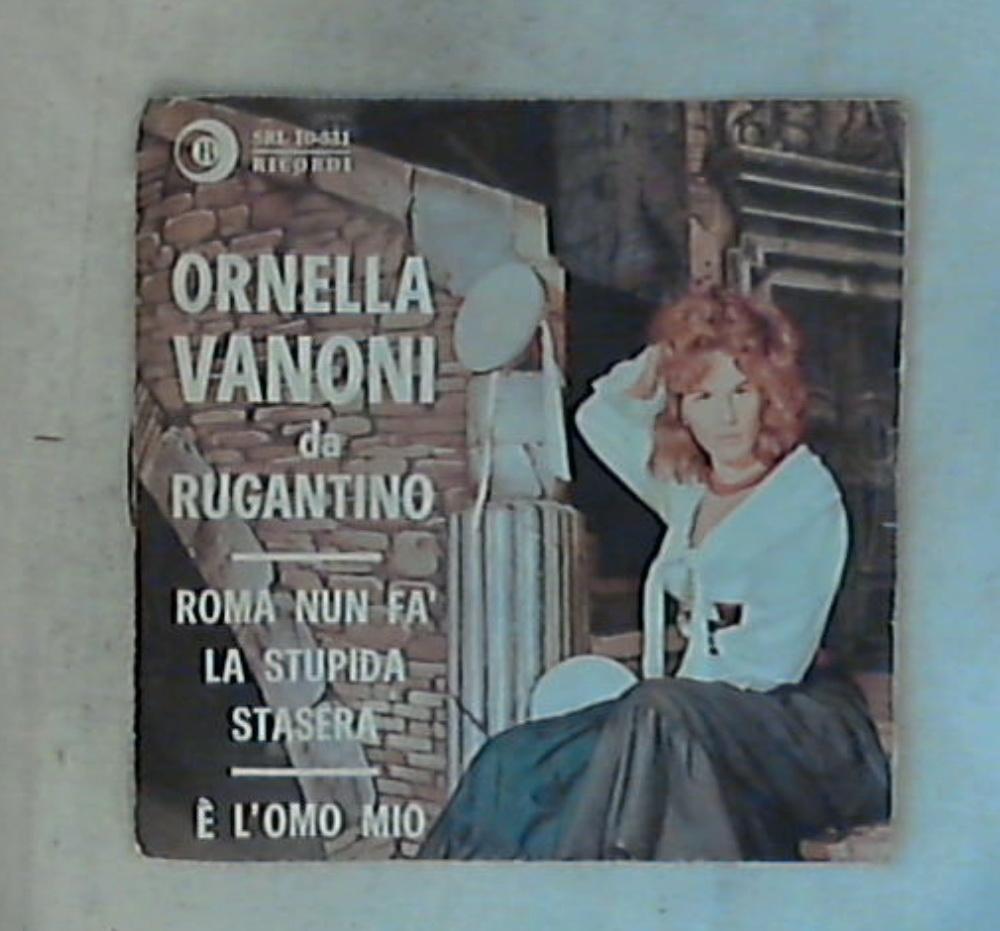 SRL 10-331
RICORDI
ORNELLA
VANONI
da
RUGANTINO
ROMA NUN FA'
LA STUPIDA
STASERA
È L'OMO MIO